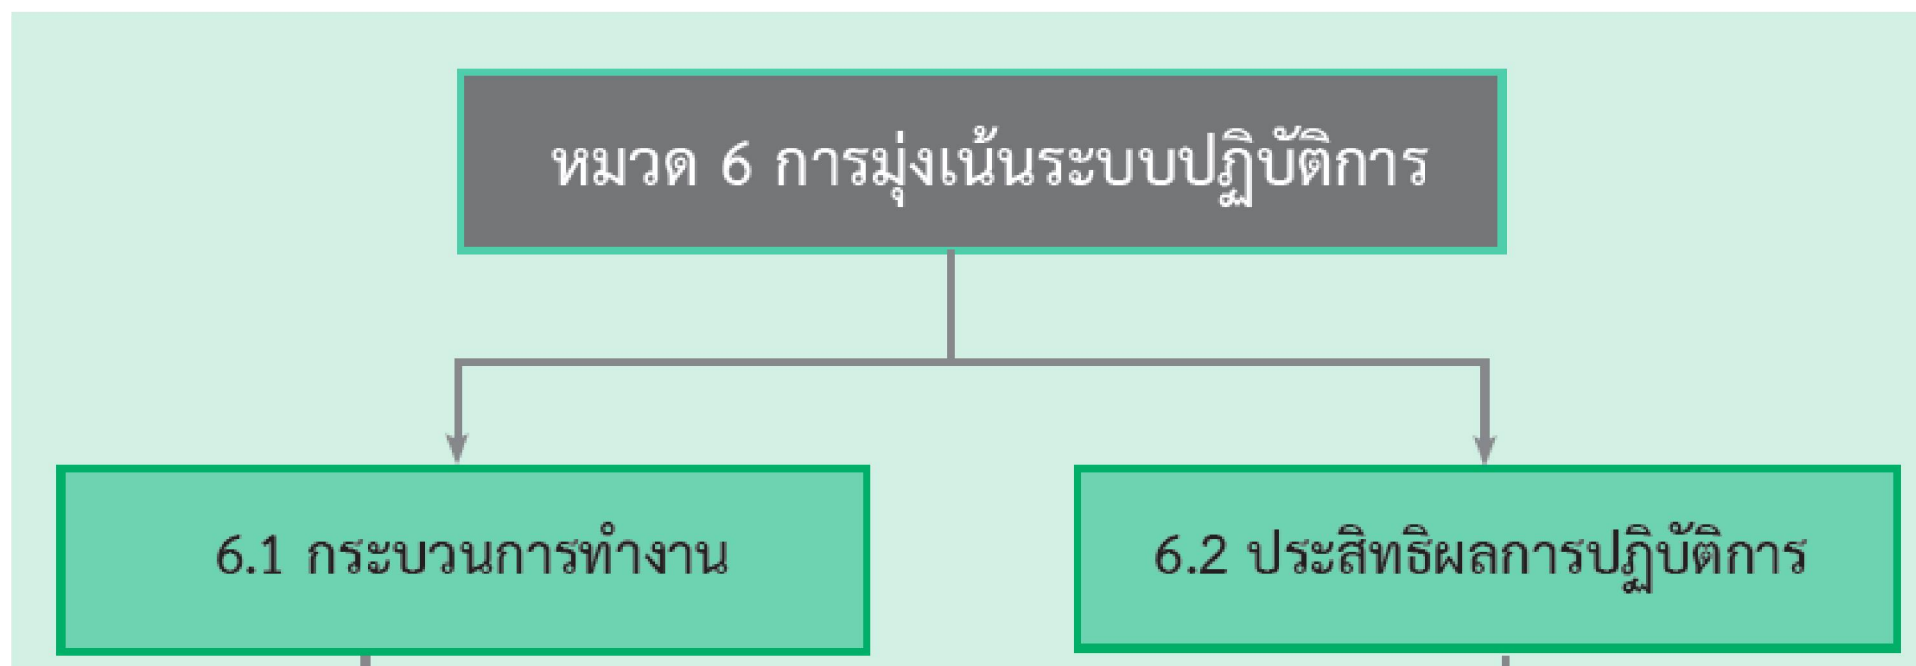 หมวด 6 การมุ่งเน้นระบบปฏิบัติการ
6.1 กระบวนการทำงาน
6.2 ประสิทธิผลการปฏิบัติการ